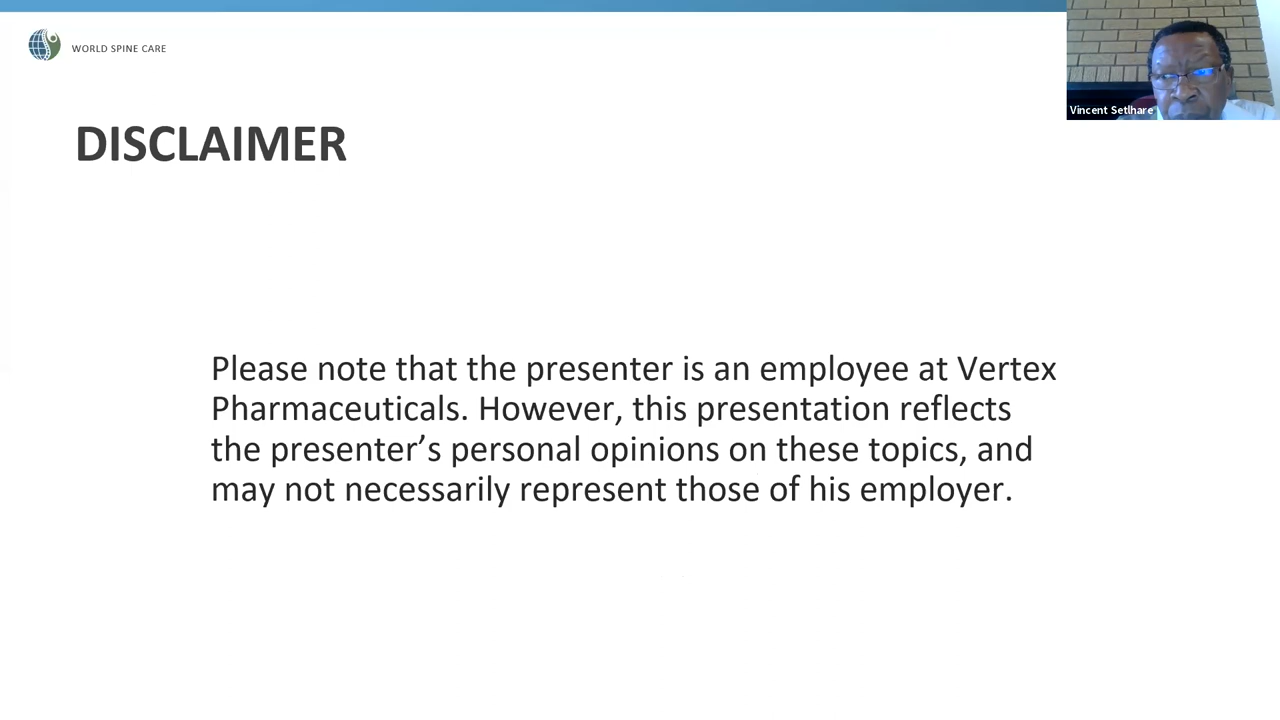 WORLD SPINE CARE
Vincent Setlhare
DISCLAIMER
Please note that the presenter is an employee at Vertex
Pharmaceuticals. However, this presentation reflects
the presenter’s personal opinions on these topics, and
may not necessarily represent those of his employer.